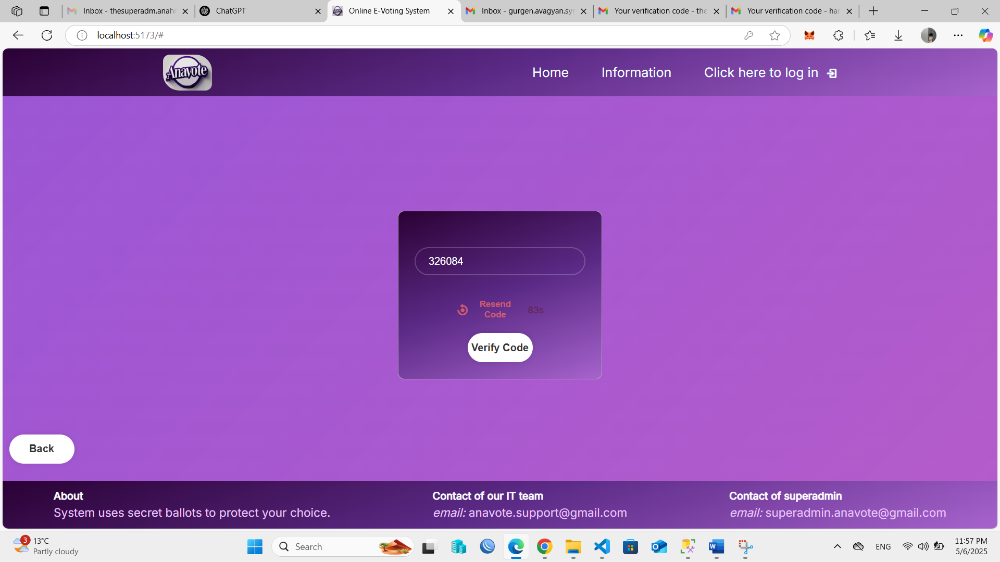 Inbox - thesuperadm.anahi
ChatGPT
Online E-Voting System
Inbox - gurgen.avagyan.syr
Your verification code - the
Your verification code - har
localhost:5173/#
Anavote
Home
Information
Click here to log in
326084
Resend
Code
83s
Verify Code
Back
About
System uses secret ballots to protect your choice.
Contact of our IT team
email: anavote.support@gmail.com
Contact of superadmin
email: superadmin.anavote@gmail.com
3
13°C
Partly cloudy
Search
ENG
11:57 PM
5/6/2025